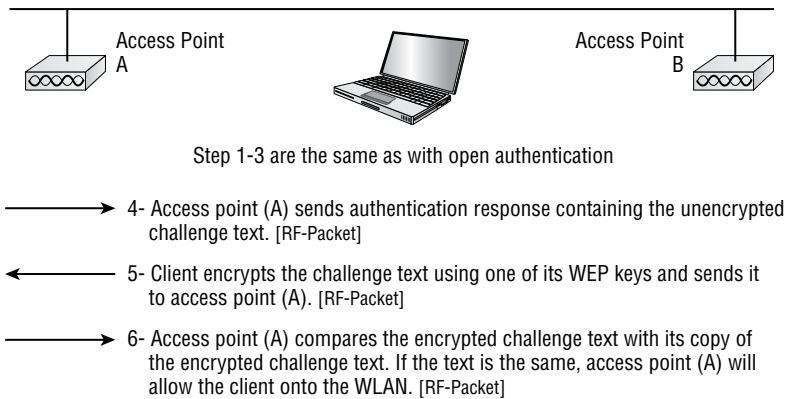 Access Point
A
Access Point
B
Step 1-3 are the same as with open authentication
4- Access point (A) sends authentication response containing the unencrypted
challenge text. [RF-Packet]
5- Client encrypts the challenge text using one of its WEP keys and sends it
to access point (A). [RF-Packet]
6- Access point (A) compares the encrypted challenge text with its copy of
the encrypted challenge text. If the text is the same, access point (A) will
allow the client onto the WLAN. [RF-Packet]